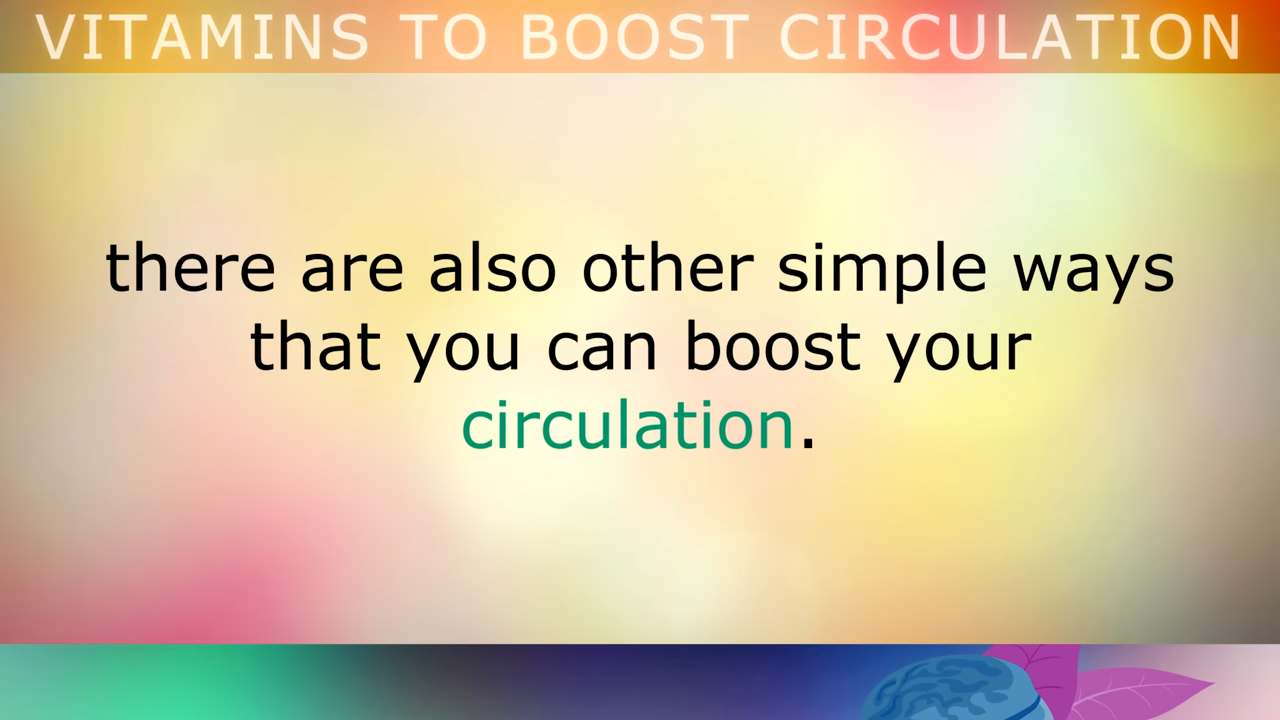 VITAMINS TO BOOST CIRCULATION
there are also other simple ways
that you can boost your
circulation.